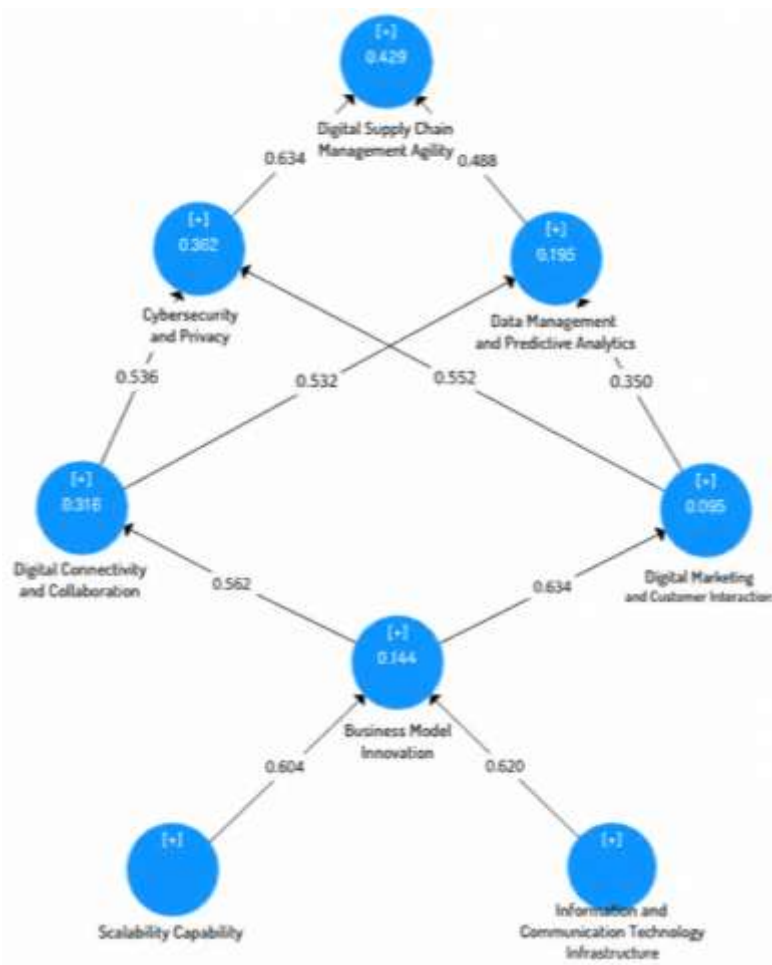 [+]
0.429
Digital Supply Chain
Management Agility
0.634
0.488
[+]
0.362
[+]
0.195
Cybersecurity
and Privacy
Data Management
and Predictive Analytics
0.536
0.532
0.552
0.350
[+]
0.316
[+]
0.095
Digital Connectivity
and Collaboration
Digital Marketing
and Customer Interaction
0.562
0.634
[+]
0.144
Business Model
Innovation
0.604
0.620
[+]
[+]
Scalability Capability
Information and
Communication Technology
Infrastructure